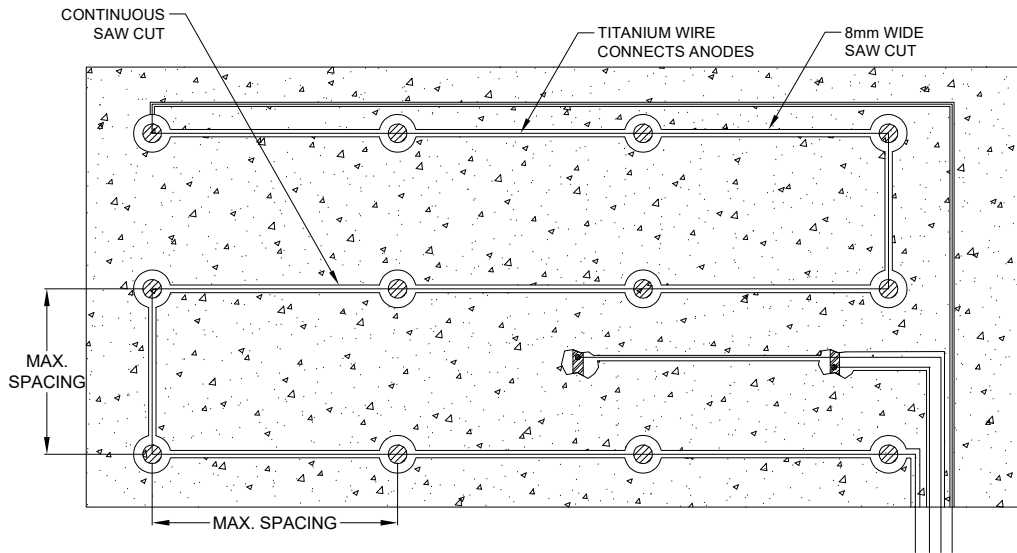 CONTINUOUS
SAW CUT
TITANIUM WIRE
CONNECTS ANODES
8mm WIDE
SAW CUT
MAX.
SPACING
MAX. SPACING